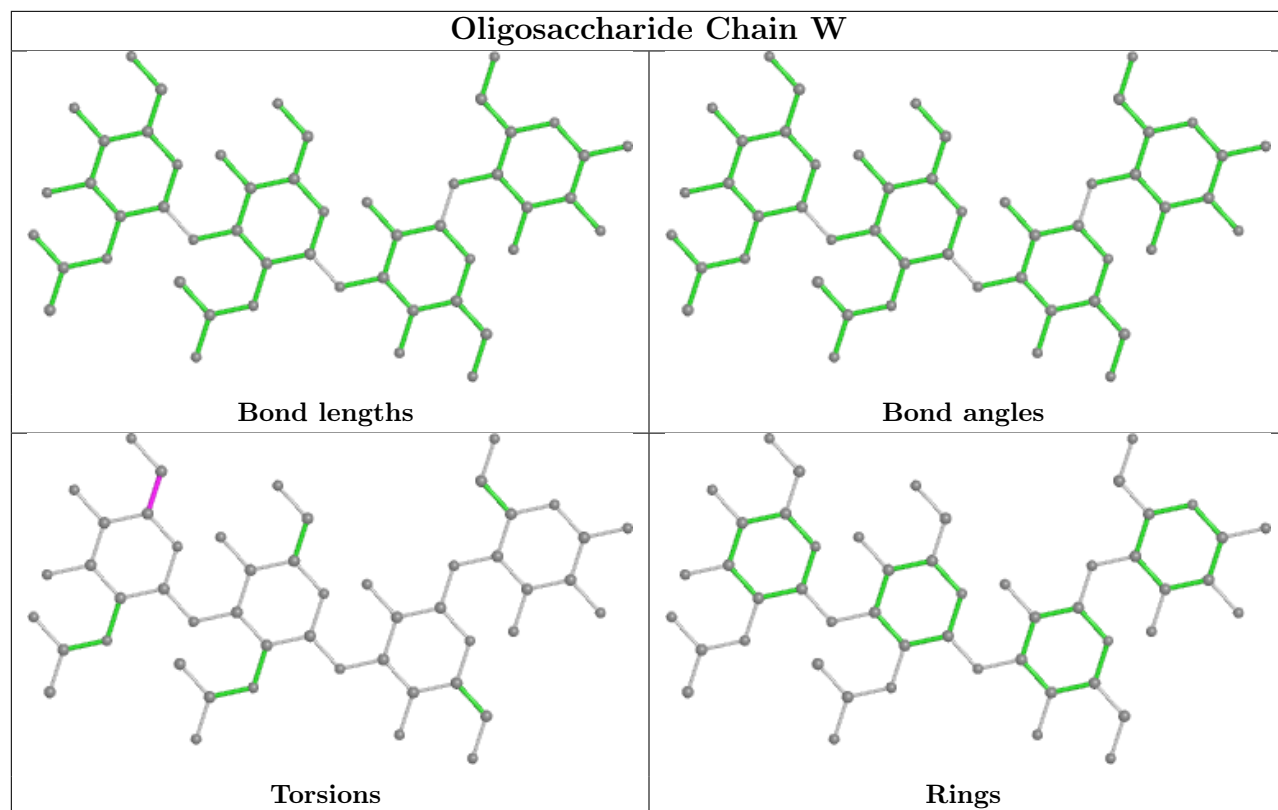 Oligosaccharide Chain W
Bond lengths
Bond angles
Torsions
Rings